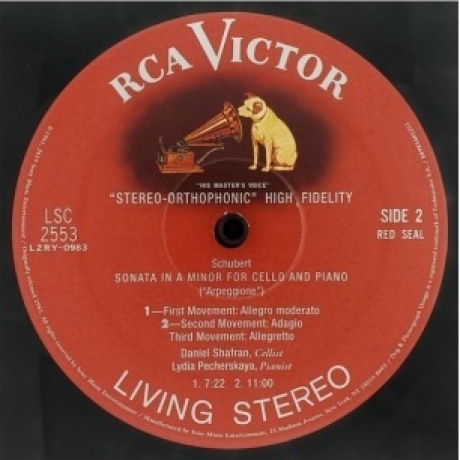 RCA VICTOR
"HIS MASTER'S VOICE"
"STEREO-ORTHOPHONIC" HIGH FIDELITY
LSC
2553
L2RY-0983
SIDE 2
RED SEAL
Schubert
SONATA IN A MINOR FOR CELLO AND PIANO
("Arpeggione")
1—First Movement: Allegro moderato
2—Second Movement: Adagio
Third Movement: Allegretto
Daniel Shafran, Cellist
Lydia Pecherskaya, Pianist
1. 7:22 2. 11:00
LIVING STEREO